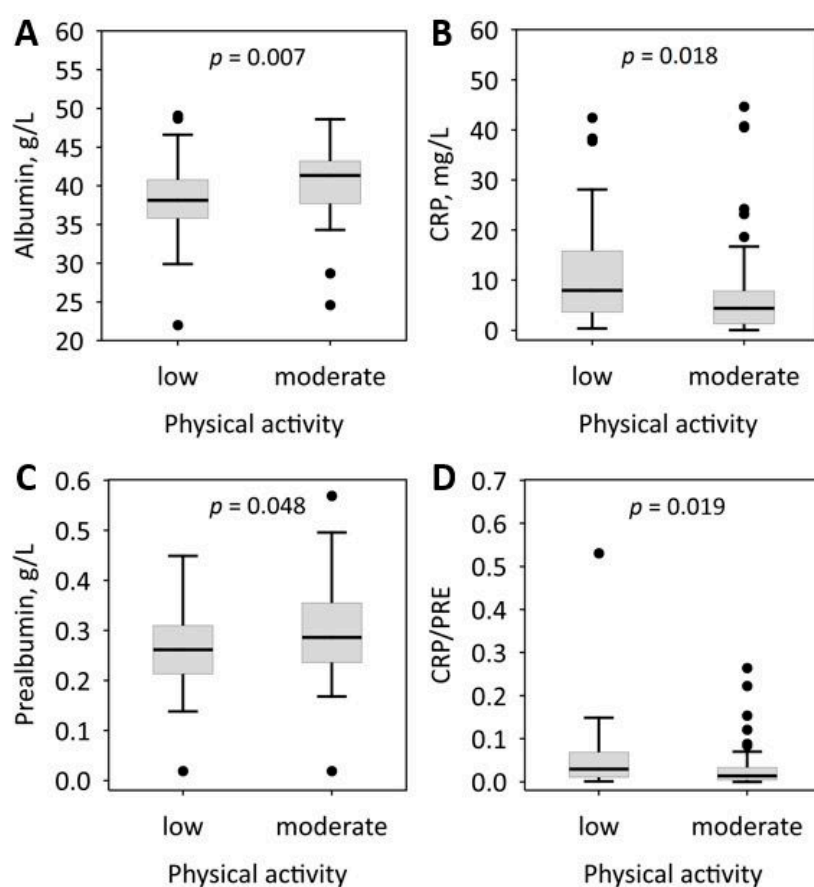 A
p = 0.007
Albumin, g/L
60
55
50
45
40
35
30
25
20
low moderate
Physical activity
B
p = 0.018
CRP, mg/L
60
50
40
30
20
10
0
low moderate
Physical activity
C
p = 0.048
Prealbumin, g/L
0.6
0.5
0.4
0.3
0.2
0.1
0.0
low moderate
Physical activity
D
p = 0.019
CRP/PRE
0.7
0.6
0.5
0.4
0.3
0.2
0.1
0.0
low moderate
Physical activity